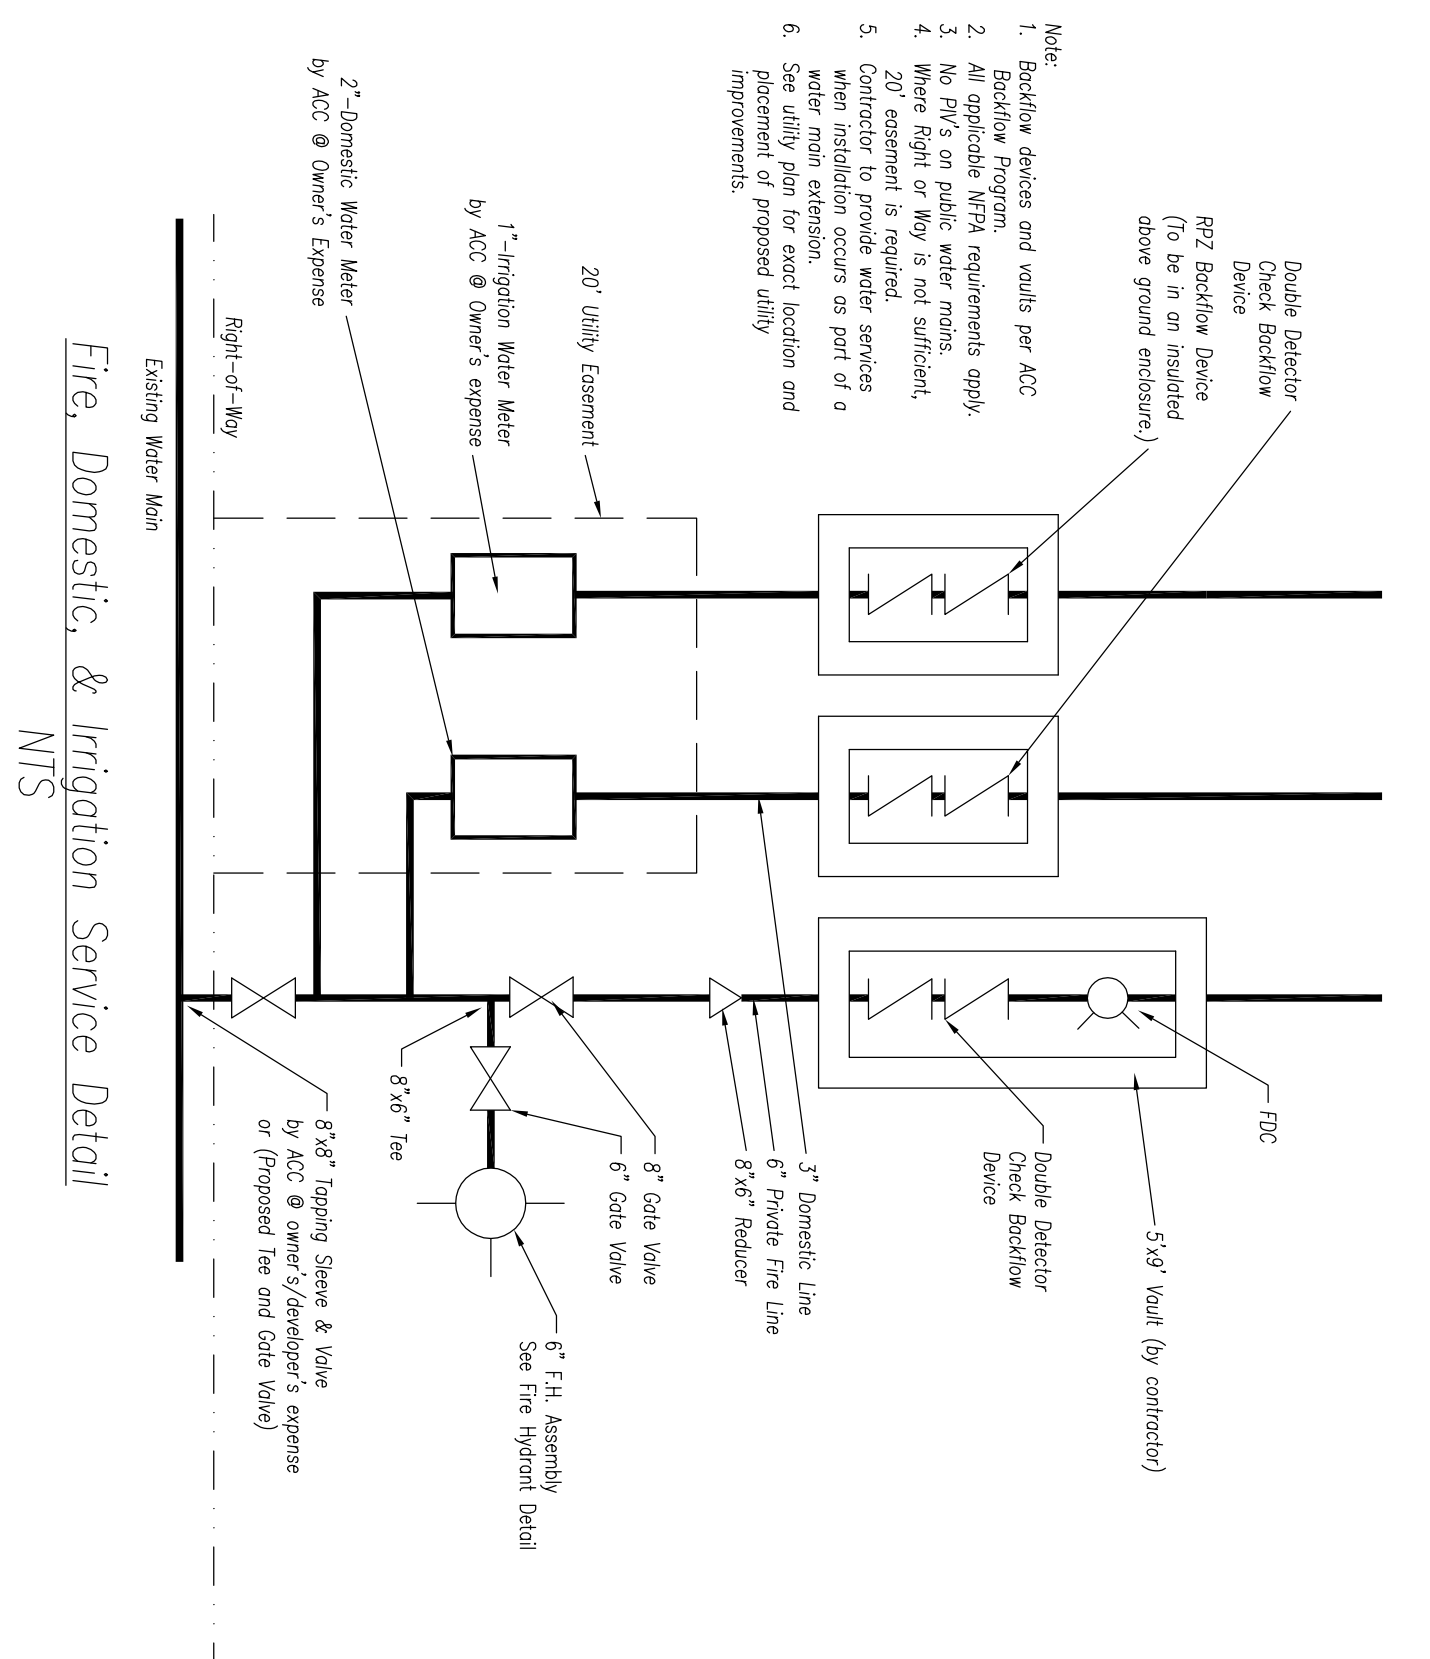 Note:
1. Backflow devices and vaults per ACC
Backflow Program.
2. All applicable NFPA requirements apply.
3. No PIV's on public water mains.
4. Where Right or Way is not sufficient,
20' easement is required.
5. Contractor to provide water services
when installation occurs as part of a
water main extension.
6. See utility plan for exact location and
placement of proposed utility
improvements.
Double Detector
Check Backflow
Device
RPZ Backflow Device
(To be in an insulated
above ground enclosure.)
20' Utility Easement
1"-Irrigation Water Meter
by ACC @ Owner's expense
2"-Domestic Water Meter
by ACC @ Owner's Expense
Right-of-Way
Existing Water Main
FDC
5'x9' Vault (by contractor)
Double Detector
Check Backflow
Device
3" Domestic Line
6" Private Fire Line
8"x6" Reducer
8" Gate Valve
6" Gate Valve
6" F.H. Assembly
See Fire Hydrant Detail
8"x6" Tee
8"x8" Tapping Sleeve & Valve
by ACC @ owner's/developer's expense
or (Proposed Tee and Gate Valve)
Fire, Domestic, & Irrigation Service Detail
NTS